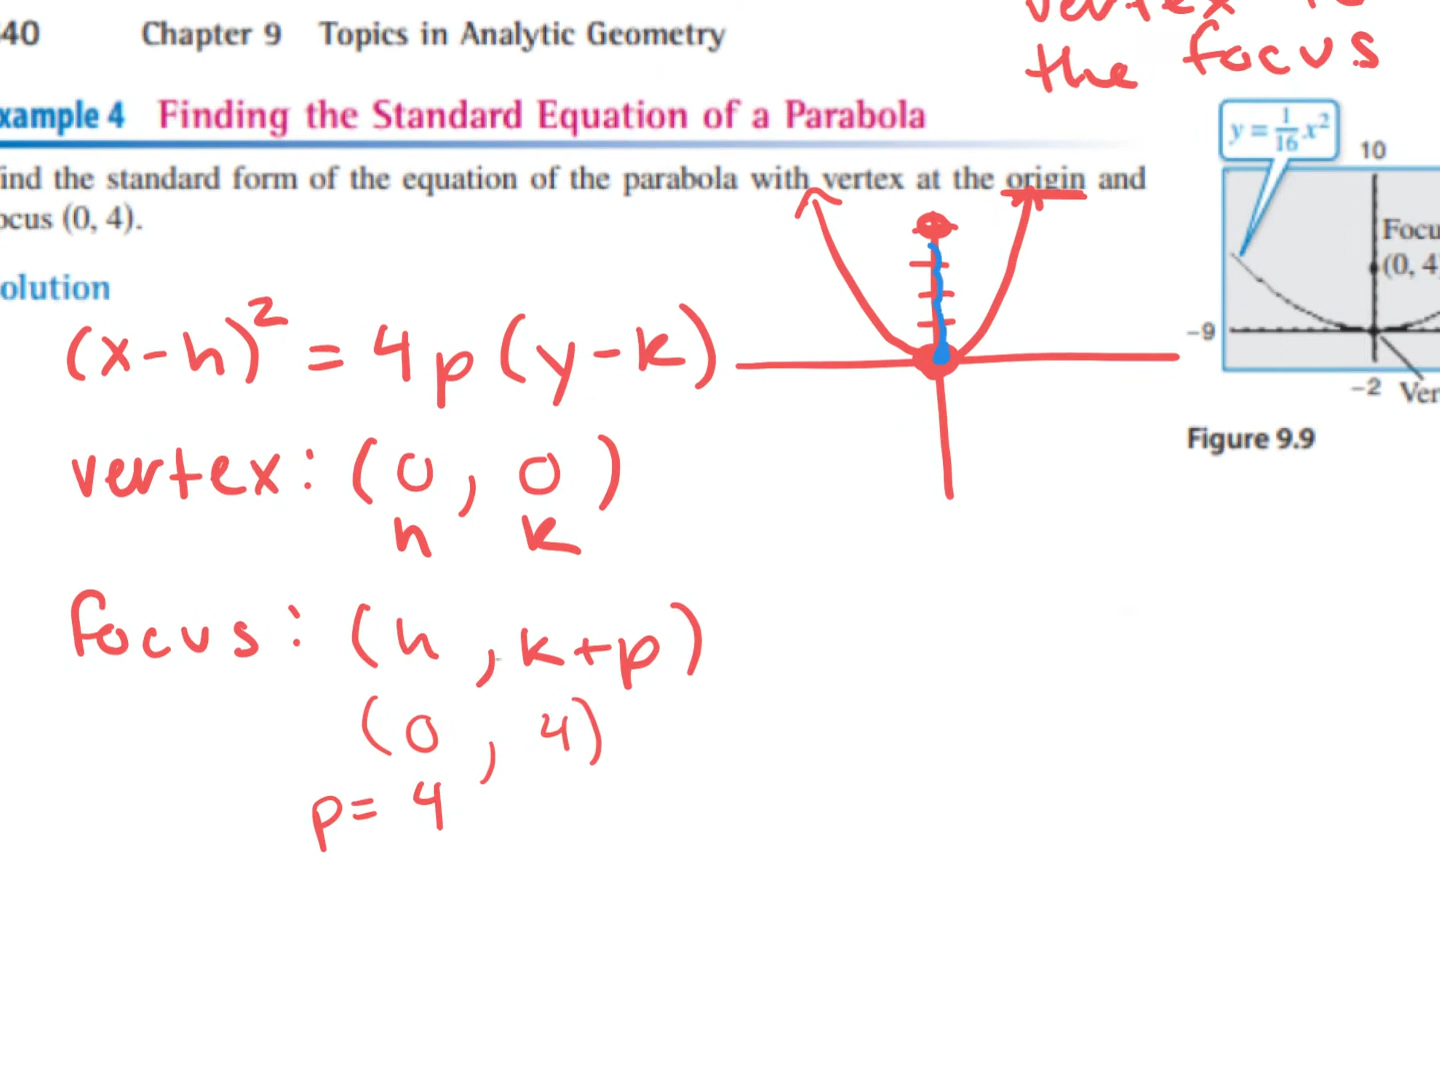 40 Chapter 9 Topics in Analytic Geometry
the focus
xample 4 Finding the Standard Equation of a Parabola
y = 1/16 x²
10
ind the standard form of the equation of the parabola with vertex at the origin and
ocus (0, 4).
Focu
(0, 4
olution
(x-h)² = 4p(y-k)
-9
-2 Ver
Figure 9.9
vertex: (0, 0)
h k
focus: (h, k+p)
(0, 4)
p= 4